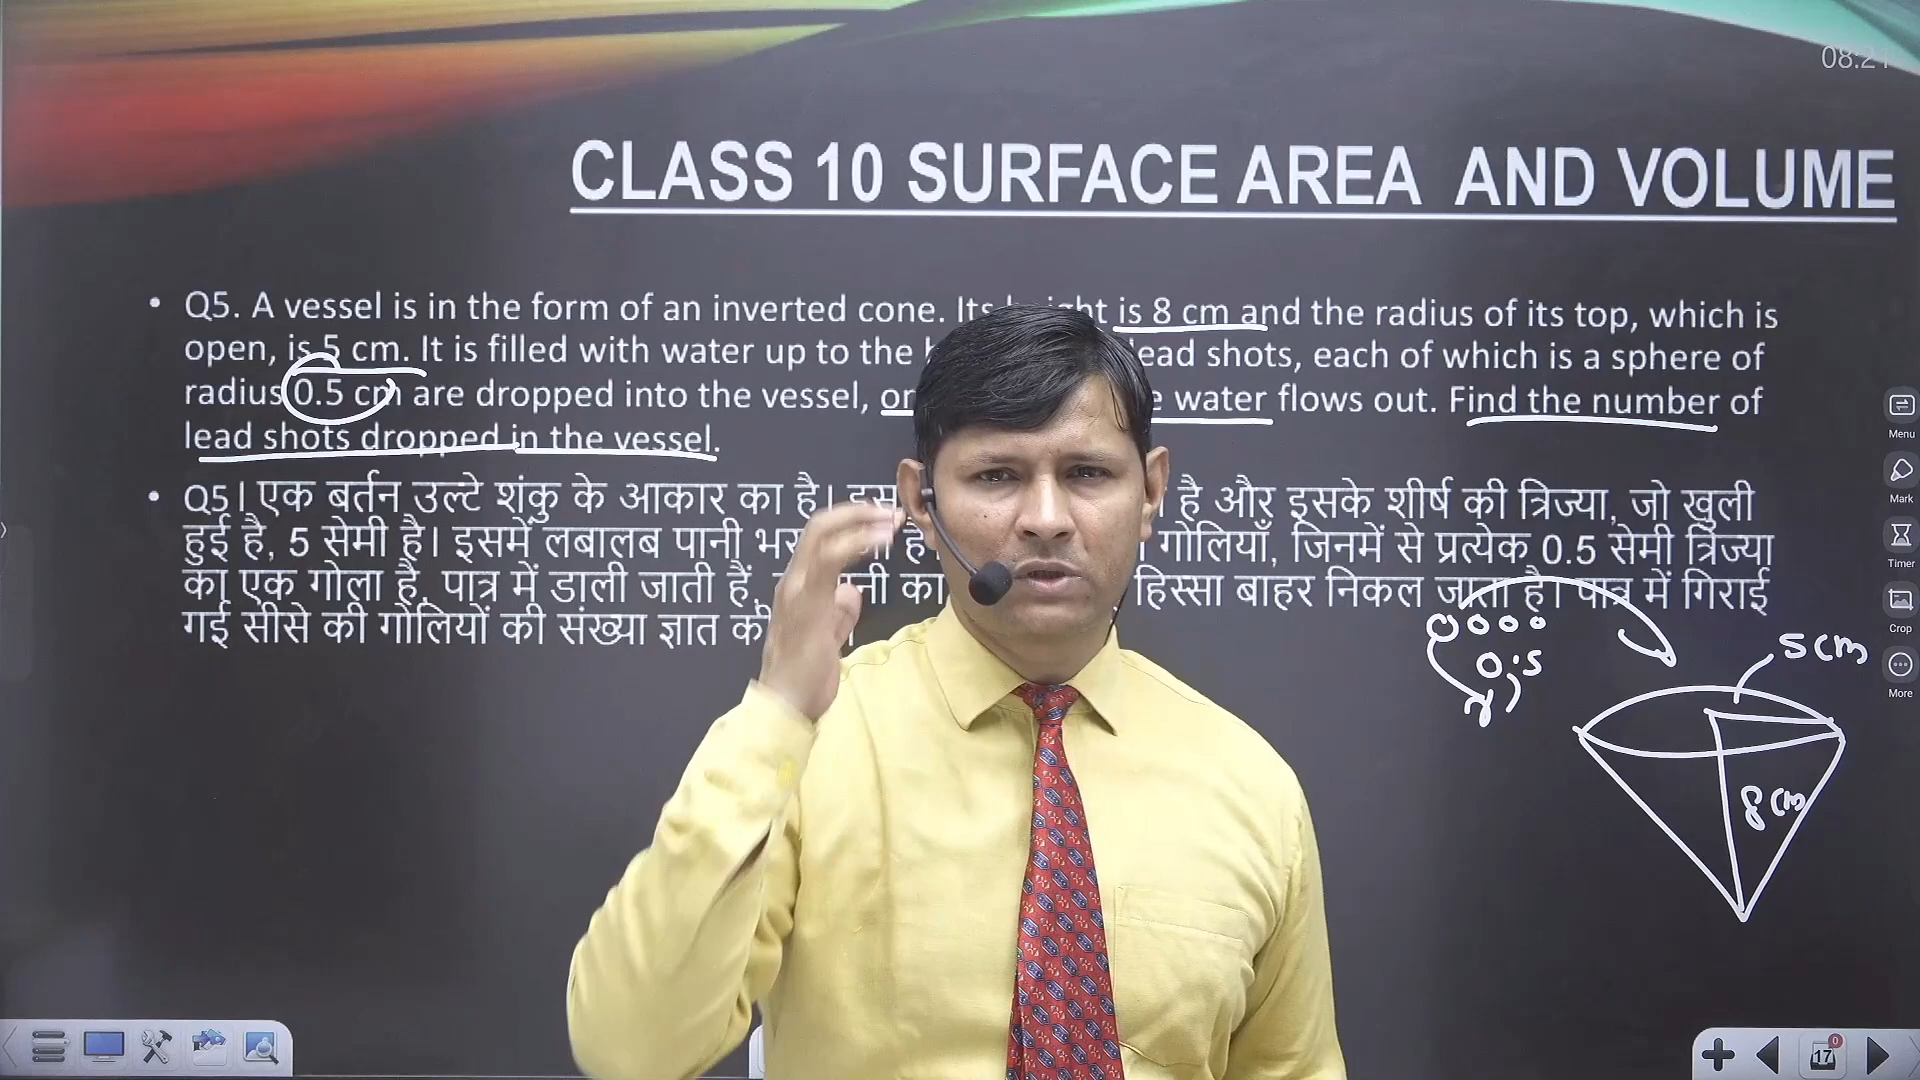 08:21
CLASS 10 SURFACE AREA AND VOLUME
• Q5. A vessel is in the form of an inverted cone. Its height is 8 cm and the radius of its top, which is
open, is 5 cm. It is filled with water up to the lead shots, each of which is a sphere of
radius 0.5 cm are dropped into the vessel, water flows out. Find the number of
lead shots dropped in the vessel.
• Q5। एक बर्तन उल्टे शंकु के आकार का है। है और इसके शीर्ष की त्रिज्या, जो खुली
हुई है, 5 सेमी है। इसमें लबालब पानी गोलियाँ, जिनमें से प्रत्येक 0.5 सेमी त्रिज्या
का एक गोला है, पात्र में डाली जाती हैं, का हिस्सा बाहर निकल जाता है। पात्र में गिराई
गई सीसे की गोलियों की संख्या ज्ञात
0.5
5cm
8cm
Menu
Mark
Timer
Crop
More
17
0